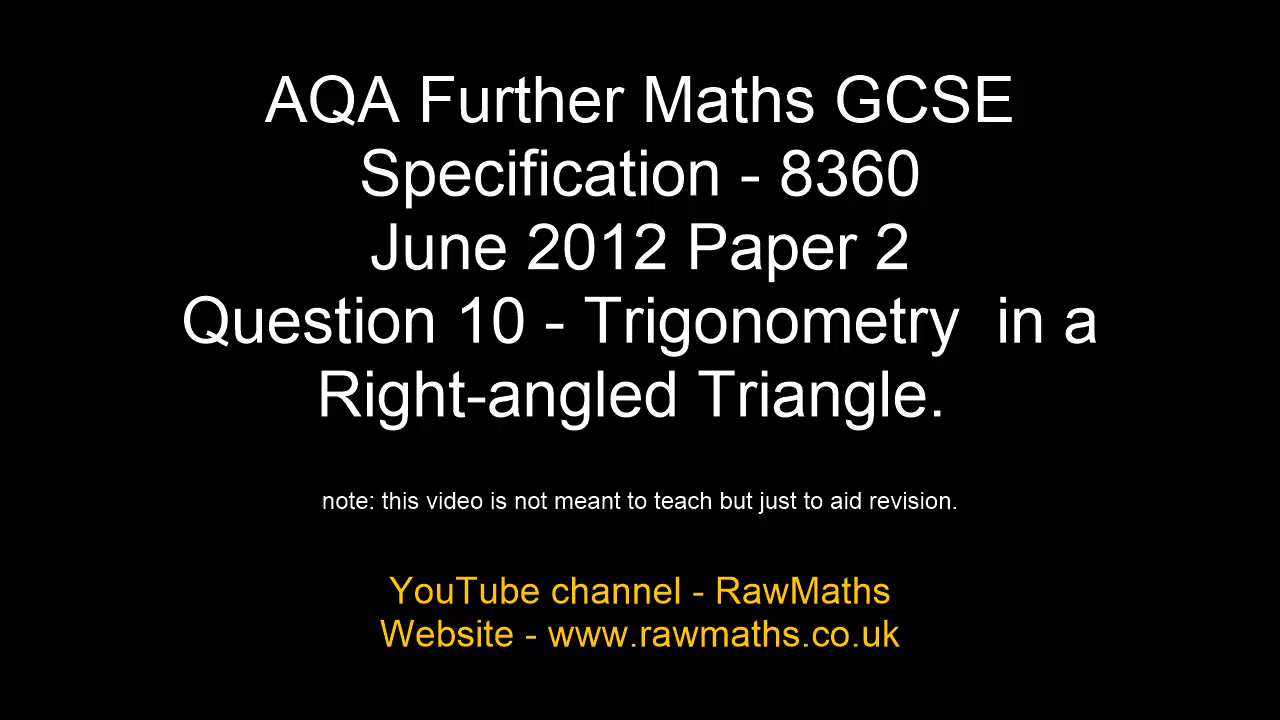 AQA Further Maths GCSE
Specification - 8360
June 2012 Paper 2
Question 10 - Trigonometry  in a
Right-angled Triangle.
note: this video is not meant to teach but just to aid revision.
YouTube channel - RawMaths
Website - www.rawmaths.co.uk